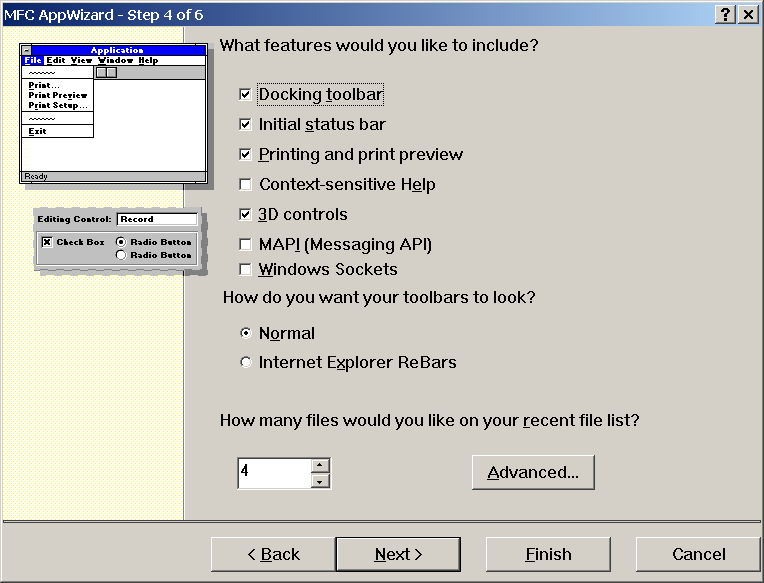 MFC AppWizard - Step 4 of 6
Application
File Edit View Window Help
Print...
Print Preview
Print Setup...
Exit
Ready
Editing Control: Record
Check Box
Radio Button
Radio Button
What features would you like to include?
Docking toolbar
Initial status bar
Printing and print preview
Context-sensitive Help
3D controls
MAPI (Messaging API)
Windows Sockets
How do you want your toolbars to look?
Normal
Internet Explorer ReBars
How many files would you like on your recent file list?
4
Advanced...
< Back Next > Finish Cancel